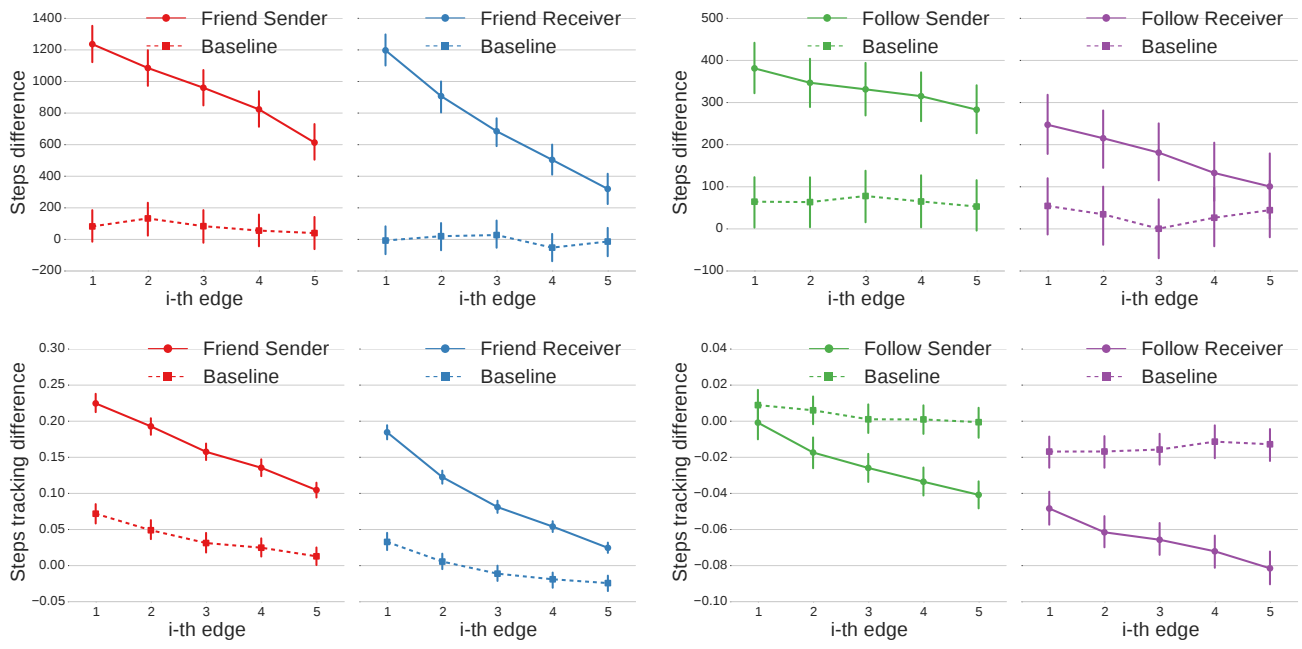 1400
1200
1000
800
600
400
200
0
−200
Steps difference
Friend Sender
Baseline
1 2 3 4 5
i-th edge
Friend Receiver
Baseline
1 2 3 4 5
i-th edge
500
400
300
200
100
0
−100
Steps difference
Follow Sender
Baseline
1 2 3 4 5
i-th edge
Follow Receiver
Baseline
1 2 3 4 5
i-th edge
0.30
0.25
0.20
0.15
0.10
0.05
0.00
−0.05
Steps tracking difference
Friend Sender
Baseline
1 2 3 4 5
i-th edge
Friend Receiver
Baseline
1 2 3 4 5
i-th edge
0.04
0.02
0.00
−0.02
−0.04
−0.06
−0.08
−0.10
Steps tracking difference
Follow Sender
Baseline
1 2 3 4 5
i-th edge
Follow Receiver
Baseline
1 2 3 4 5
i-th edge